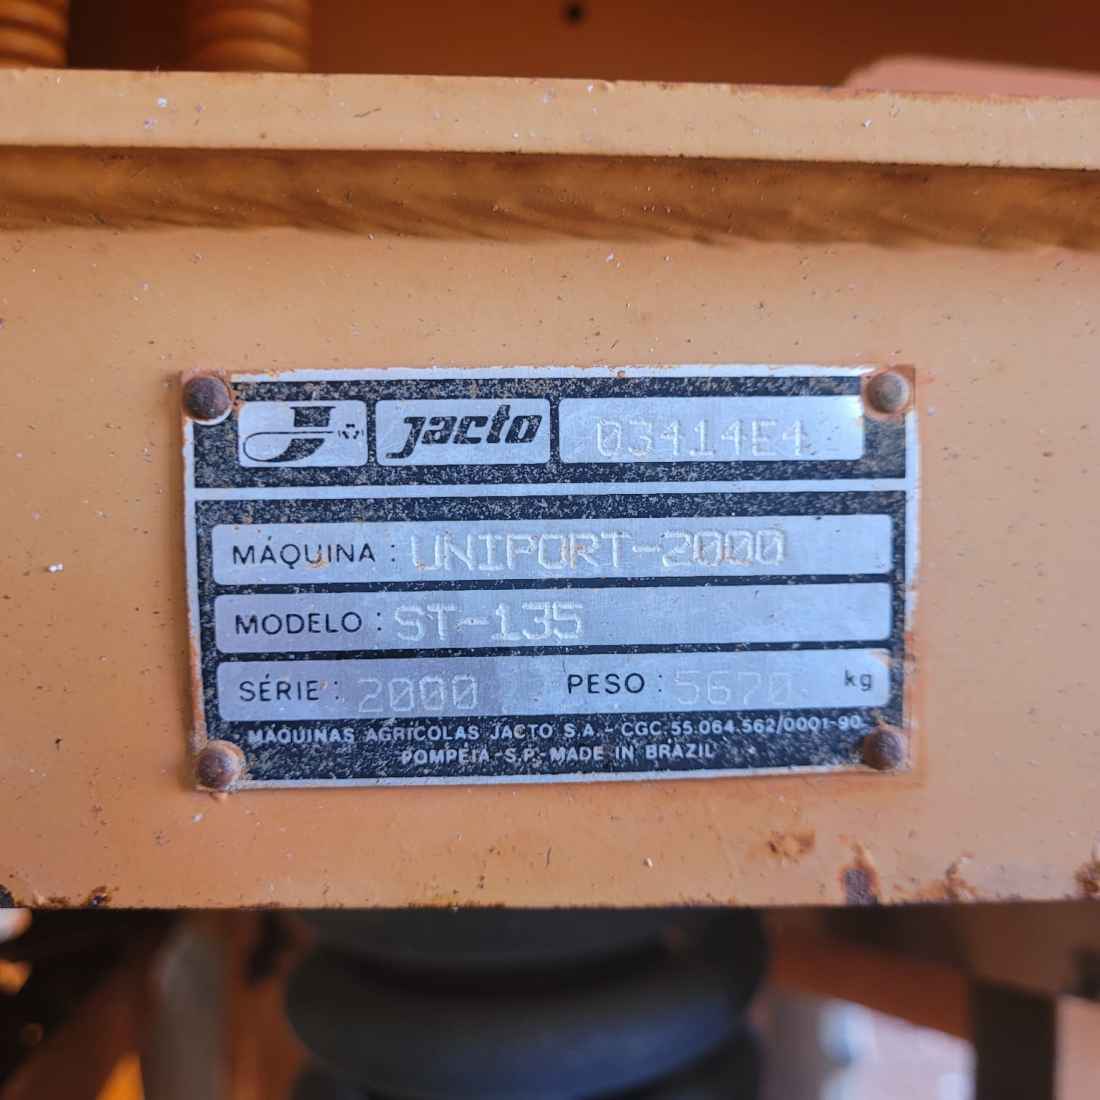 Jacto 03414E4
MÁQUINA : UNIPORT-2000
MODELO : ST-135
SÉRIE : 2000 PESO : 5670 kg
MÁQUINAS AGRÍCOLAS JACTO S.A. - CGC 55.064.562/0001-90
POMPÉIA - S.P. - MADE IN BRAZIL